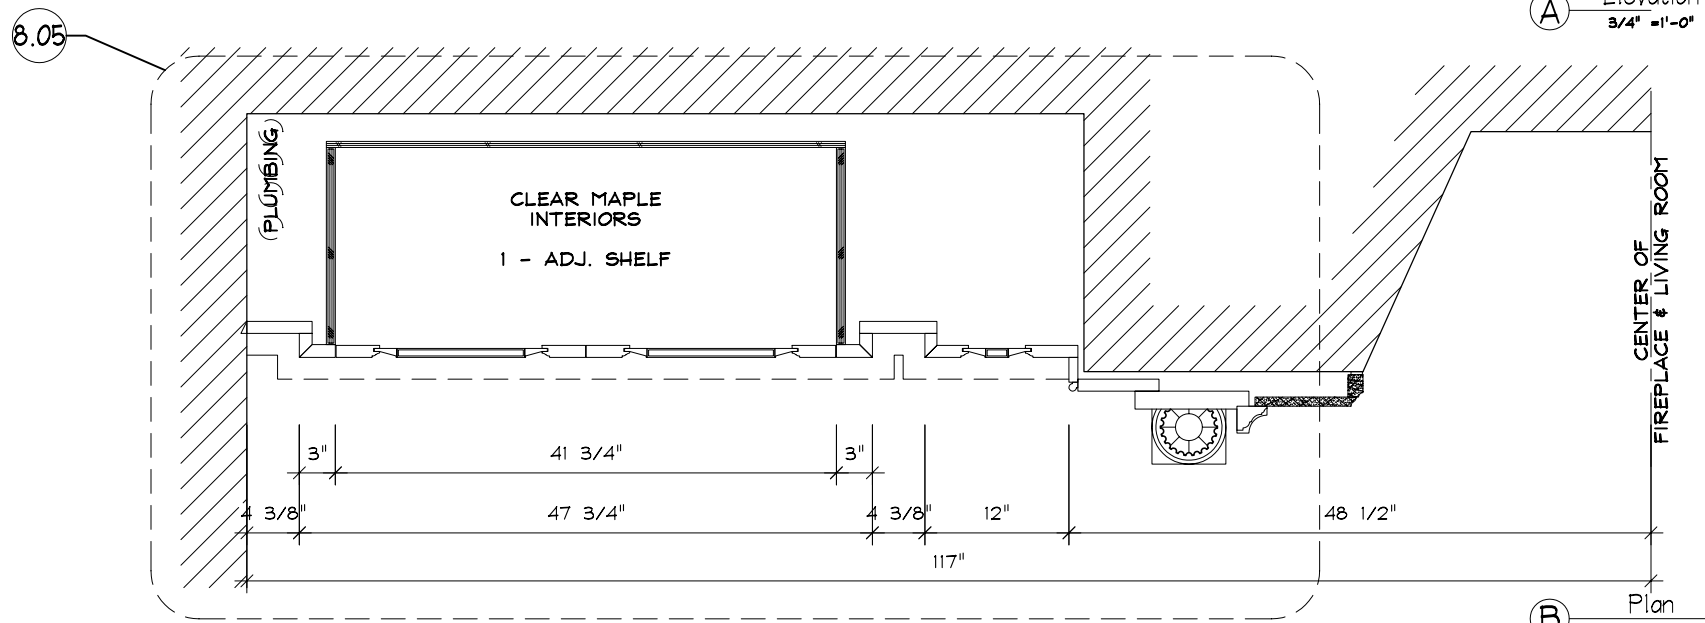 8.05
A
Elevation
3/4" =1'-0"
(PLUMBING)
CLEAR MAPLE
INTERIORS
1 - ADJ. SHELF
CENTER OF
FIREPLACE & LIVING ROOM
3"
41 3/4"
3"
4 3/8"
47 3/4"
4 3/8"
12"
48 1/2"
117"
B
Plan